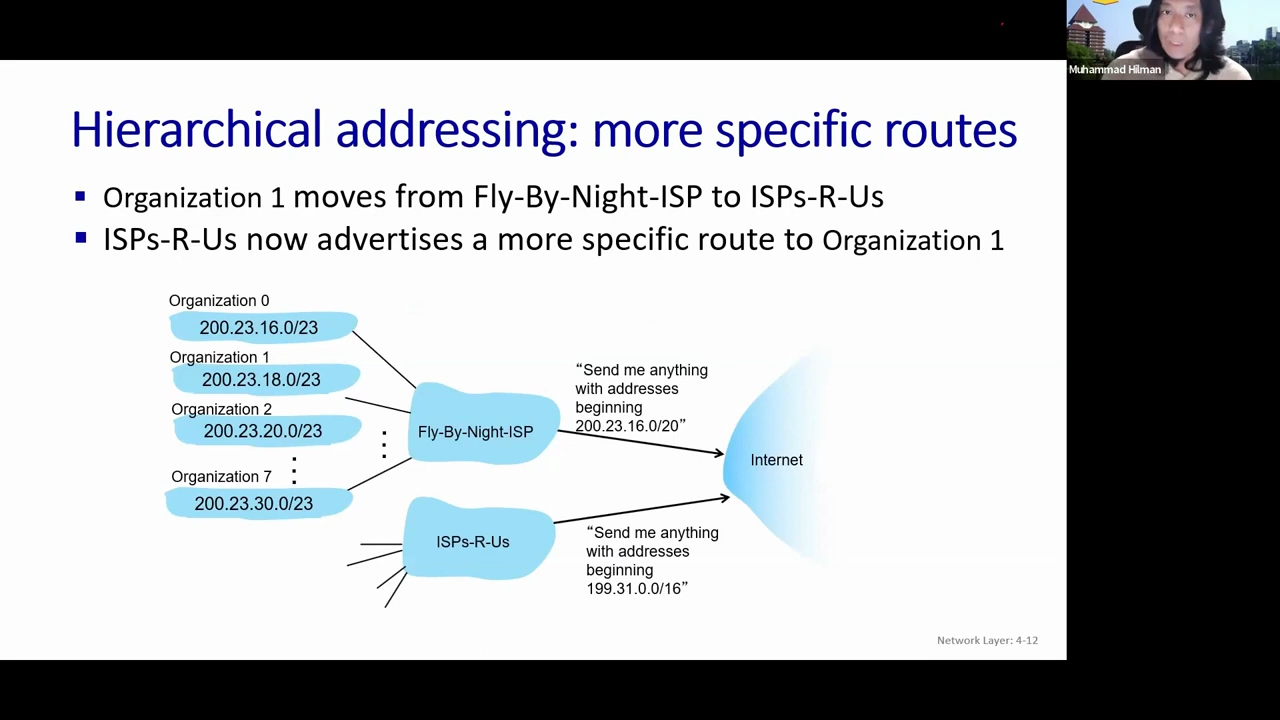 Muhammad Hilman
Hierarchical addressing: more specific routes
▪ Organization 1 moves from Fly-By-Night-ISP to ISPs-R-Us
▪ ISPs-R-Us now advertises a more specific route to Organization 1
Organization 0
200.23.16.0/23
Organization 1
200.23.18.0/23
Organization 2
200.23.20.0/23
Organization 7
200.23.30.0/23
Fly-By-Night-ISP
“Send me anything
with addresses
beginning
200.23.16.0/20”
Internet
ISPs-R-Us
“Send me anything
with addresses
beginning
199.31.0.0/16”
Network Layer: 4-12